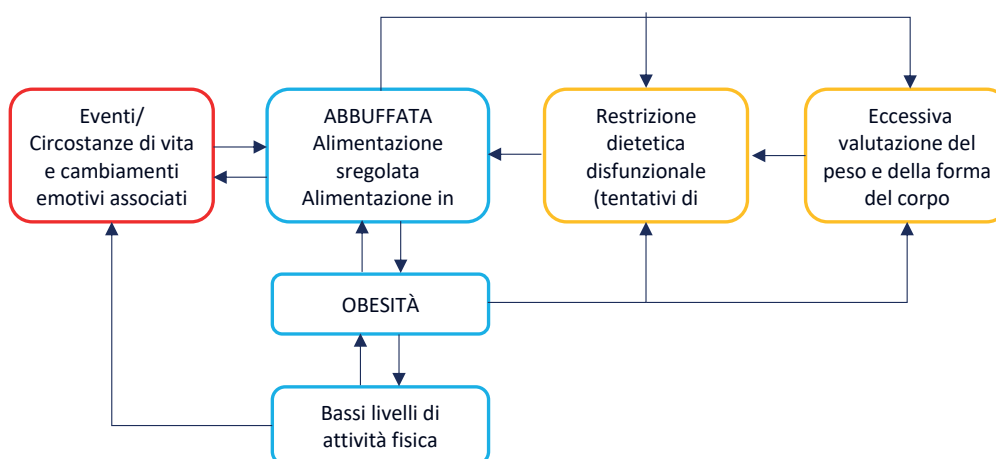 Eventi/
Circostanze di vita
e cambiamenti
emotivi associati
ABBUFFATA
Alimentazione
sregolata
Alimentazione in
Restrizione
dietetica
disfunzionale
(tentativi di
Eccessiva
valutazione del
peso e della forma
del corpo
OBESITÀ
Bassi livelli di
attività fisica